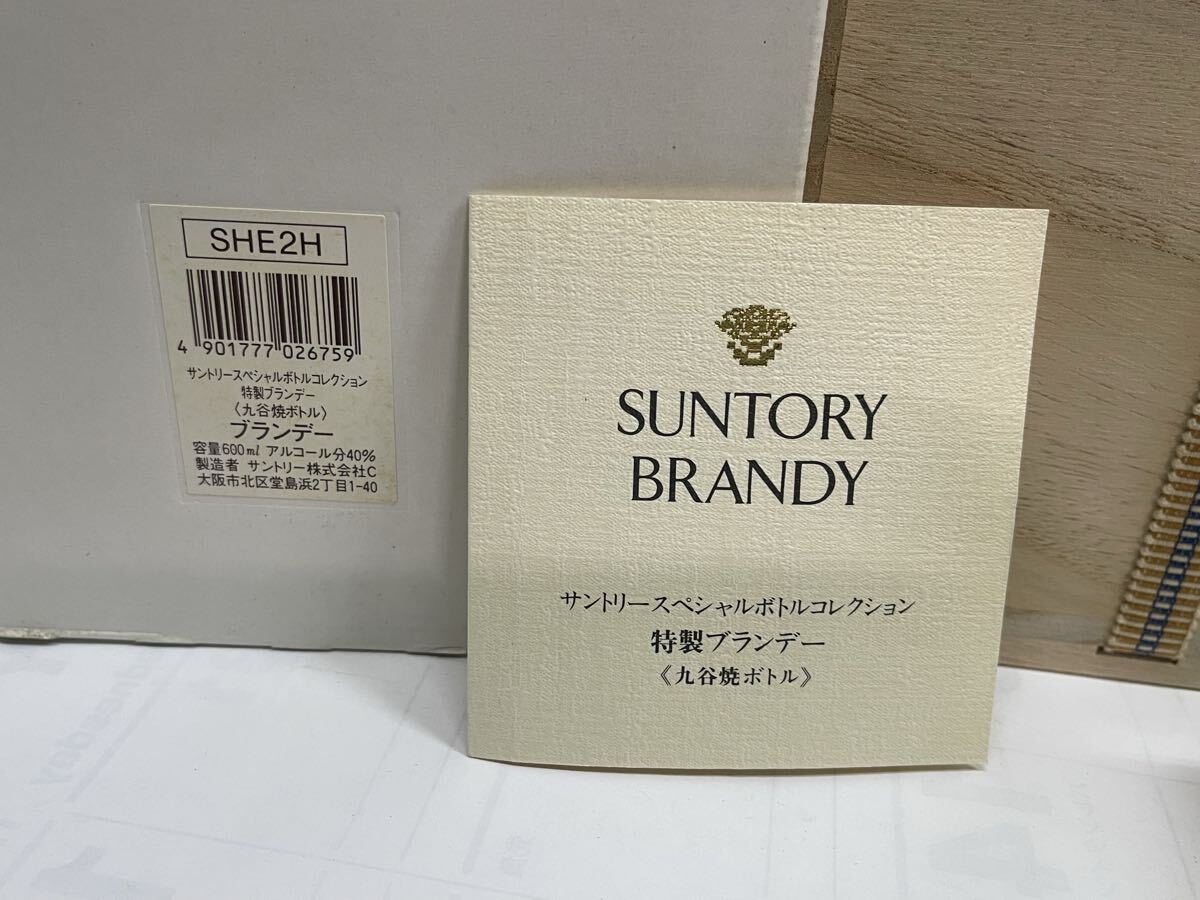 SHE2H
4 901777 026759
サントリースペシャルボトルコレクション
特製ブランデー
〈九谷焼ボトル〉
ブランデー
容量600ml アルコール分40%
製造者 サントリー株式会社C
大阪市北区堂島浜2丁目1-40
SUNTORY
BRANDY
サントリースペシャルボトルコレクション
特製ブランデー
《九谷焼ボトル》